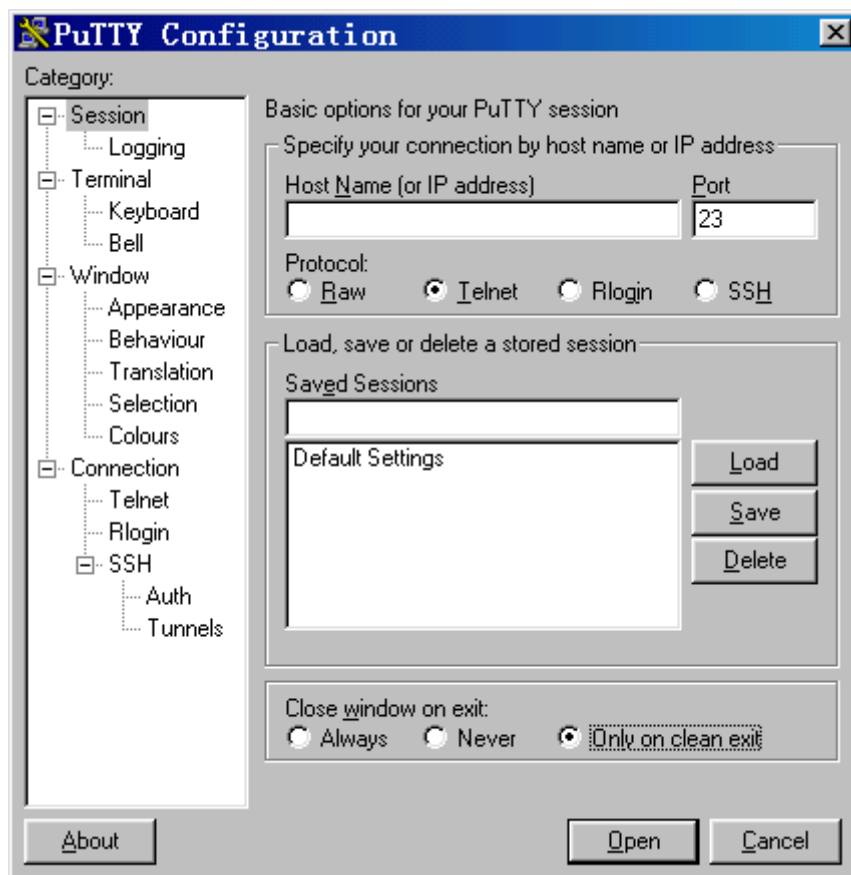 PuTTY Configuration
Category:
Session
Logging
Terminal
Keyboard
Bell
Window
Appearance
Behaviour
Translation
Selection
Colours
Connection
Telnet
Rlogin
SSH
Auth
Tunnels
Basic options for your PuTTY session
Specify your connection by host name or IP address
Host Name (or IP address) Port
23
Protocol:
Raw Telnet Rlogin SSH
Load, save or delete a stored session
Saved Sessions
Default Settings
Load
Save
Delete
Close window on exit:
Always Never Only on clean exit
About Open Cancel